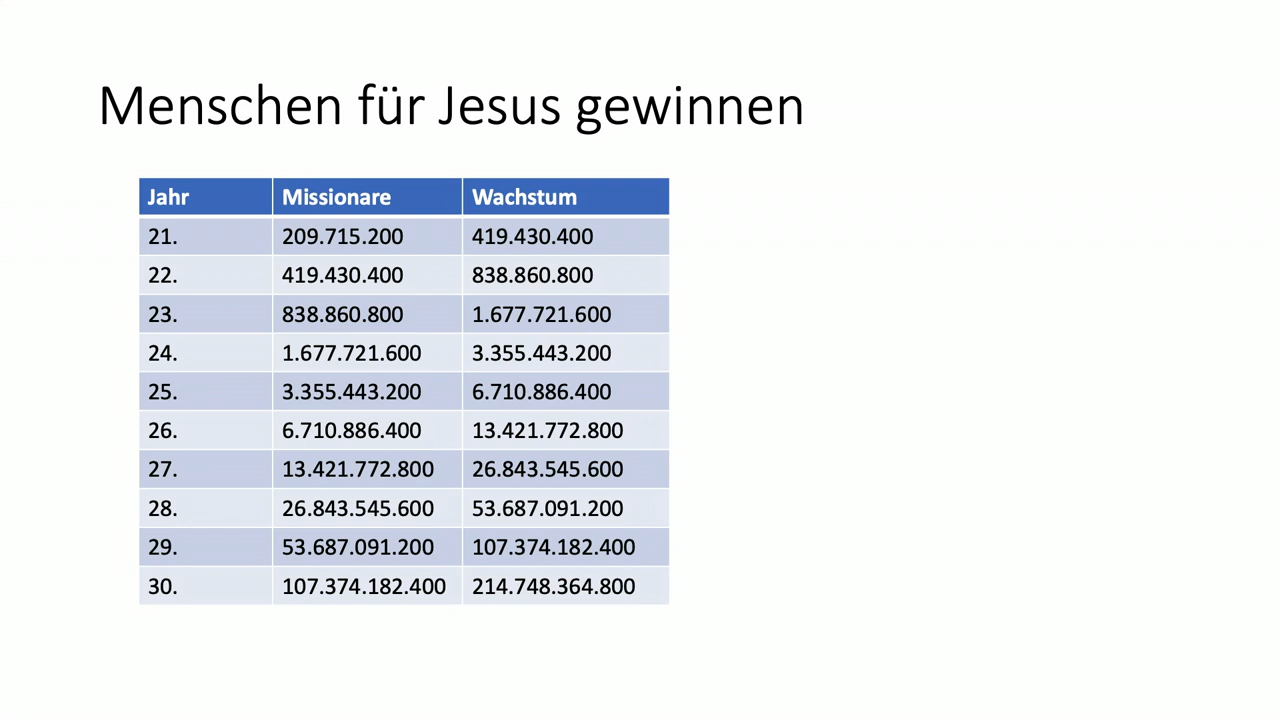 Menschen für Jesus gewinnen
Jahr Missionare Wachstum
21. 209.715.200 419.430.400
22. 419.430.400 838.860.800
23. 838.860.800 1.677.721.600
24. 1.677.721.600 3.355.443.200
25. 3.355.443.200 6.710.886.400
26. 6.710.886.400 13.421.772.800
27. 13.421.772.800 26.843.545.600
28. 26.843.545.600 53.687.091.200
29. 53.687.091.200 107.374.182.400
30. 107.374.182.400 214.748.364.800